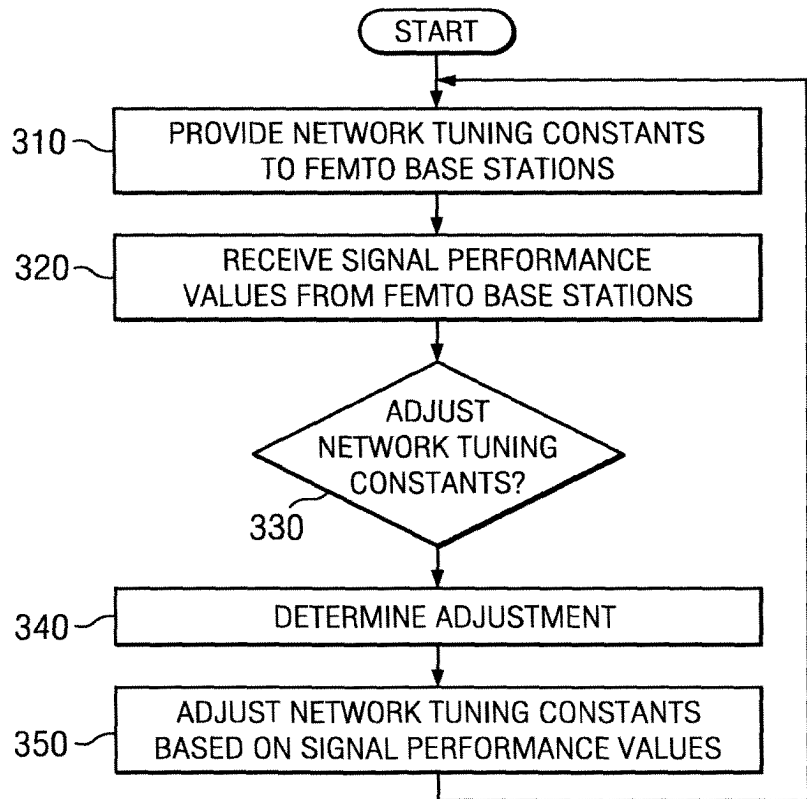 START
310
PROVIDE NETWORK TUNING CONSTANTS
TO FEMTO BASE STATIONS
320
RECEIVE SIGNAL PERFORMANCE
VALUES FROM FEMTO BASE STATIONS
ADJUST
NETWORK TUNING
CONSTANTS?
330
340
DETERMINE ADJUSTMENT
350
ADJUST NETWORK TUNING CONSTANTS
BASED ON SIGNAL PERFORMANCE VALUES